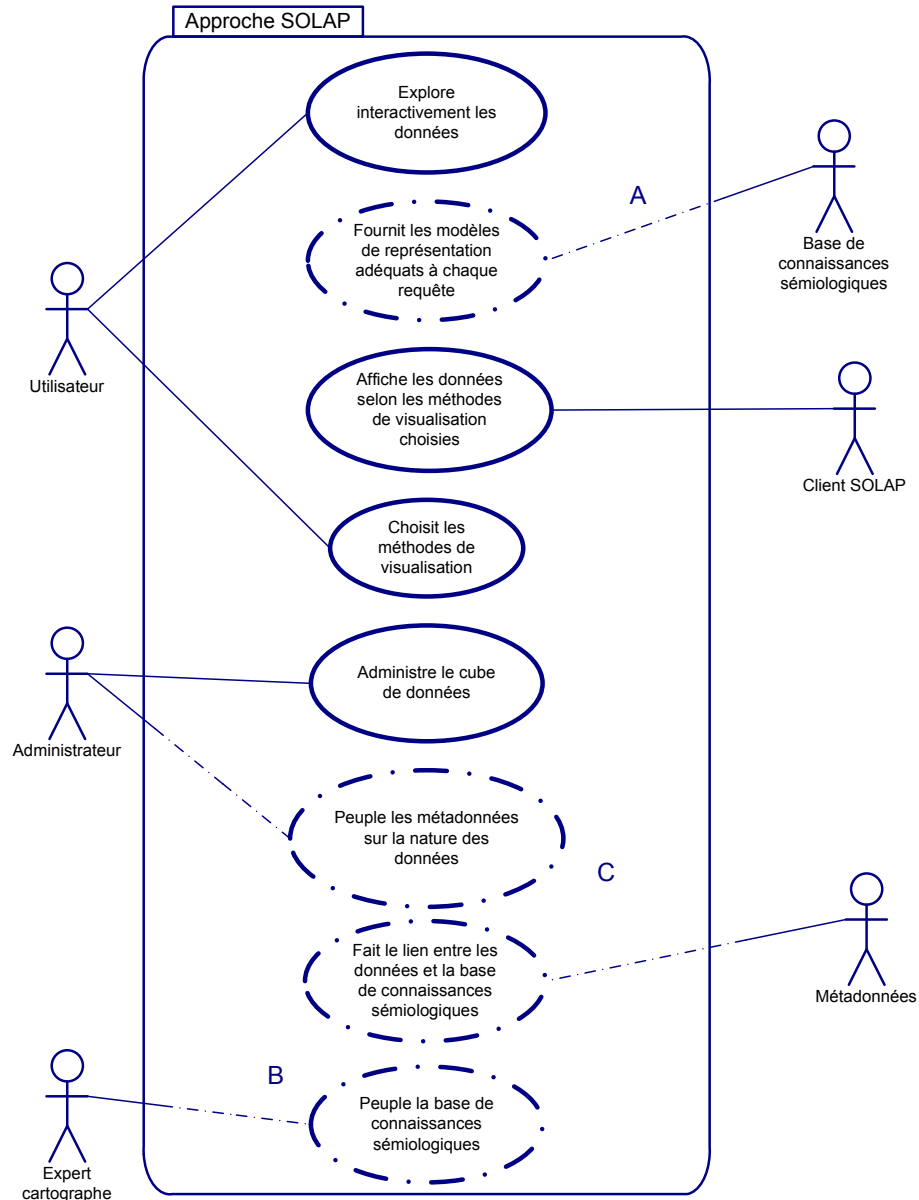 Approche SOLAP
Explore
interactivement les
données
A
Fournit les modèles
de représentation
adéquats à chaque
requête
Base de
connaissances
sémiologiques
Utilisateur
Affiche les données
selon les méthodes
de visualisation
choisies
Client SOLAP
Choisit les
méthodes de
visualisation
Administre le cube
de données
Administrateur
Peuple les métadonnées
sur la nature des
données
C
Fait le lien entre les
données et la base
de connaissances
sémiologiques
Métadonnées
B
Peuple la base de
connaissances
sémiologiques
Expert
cartographe